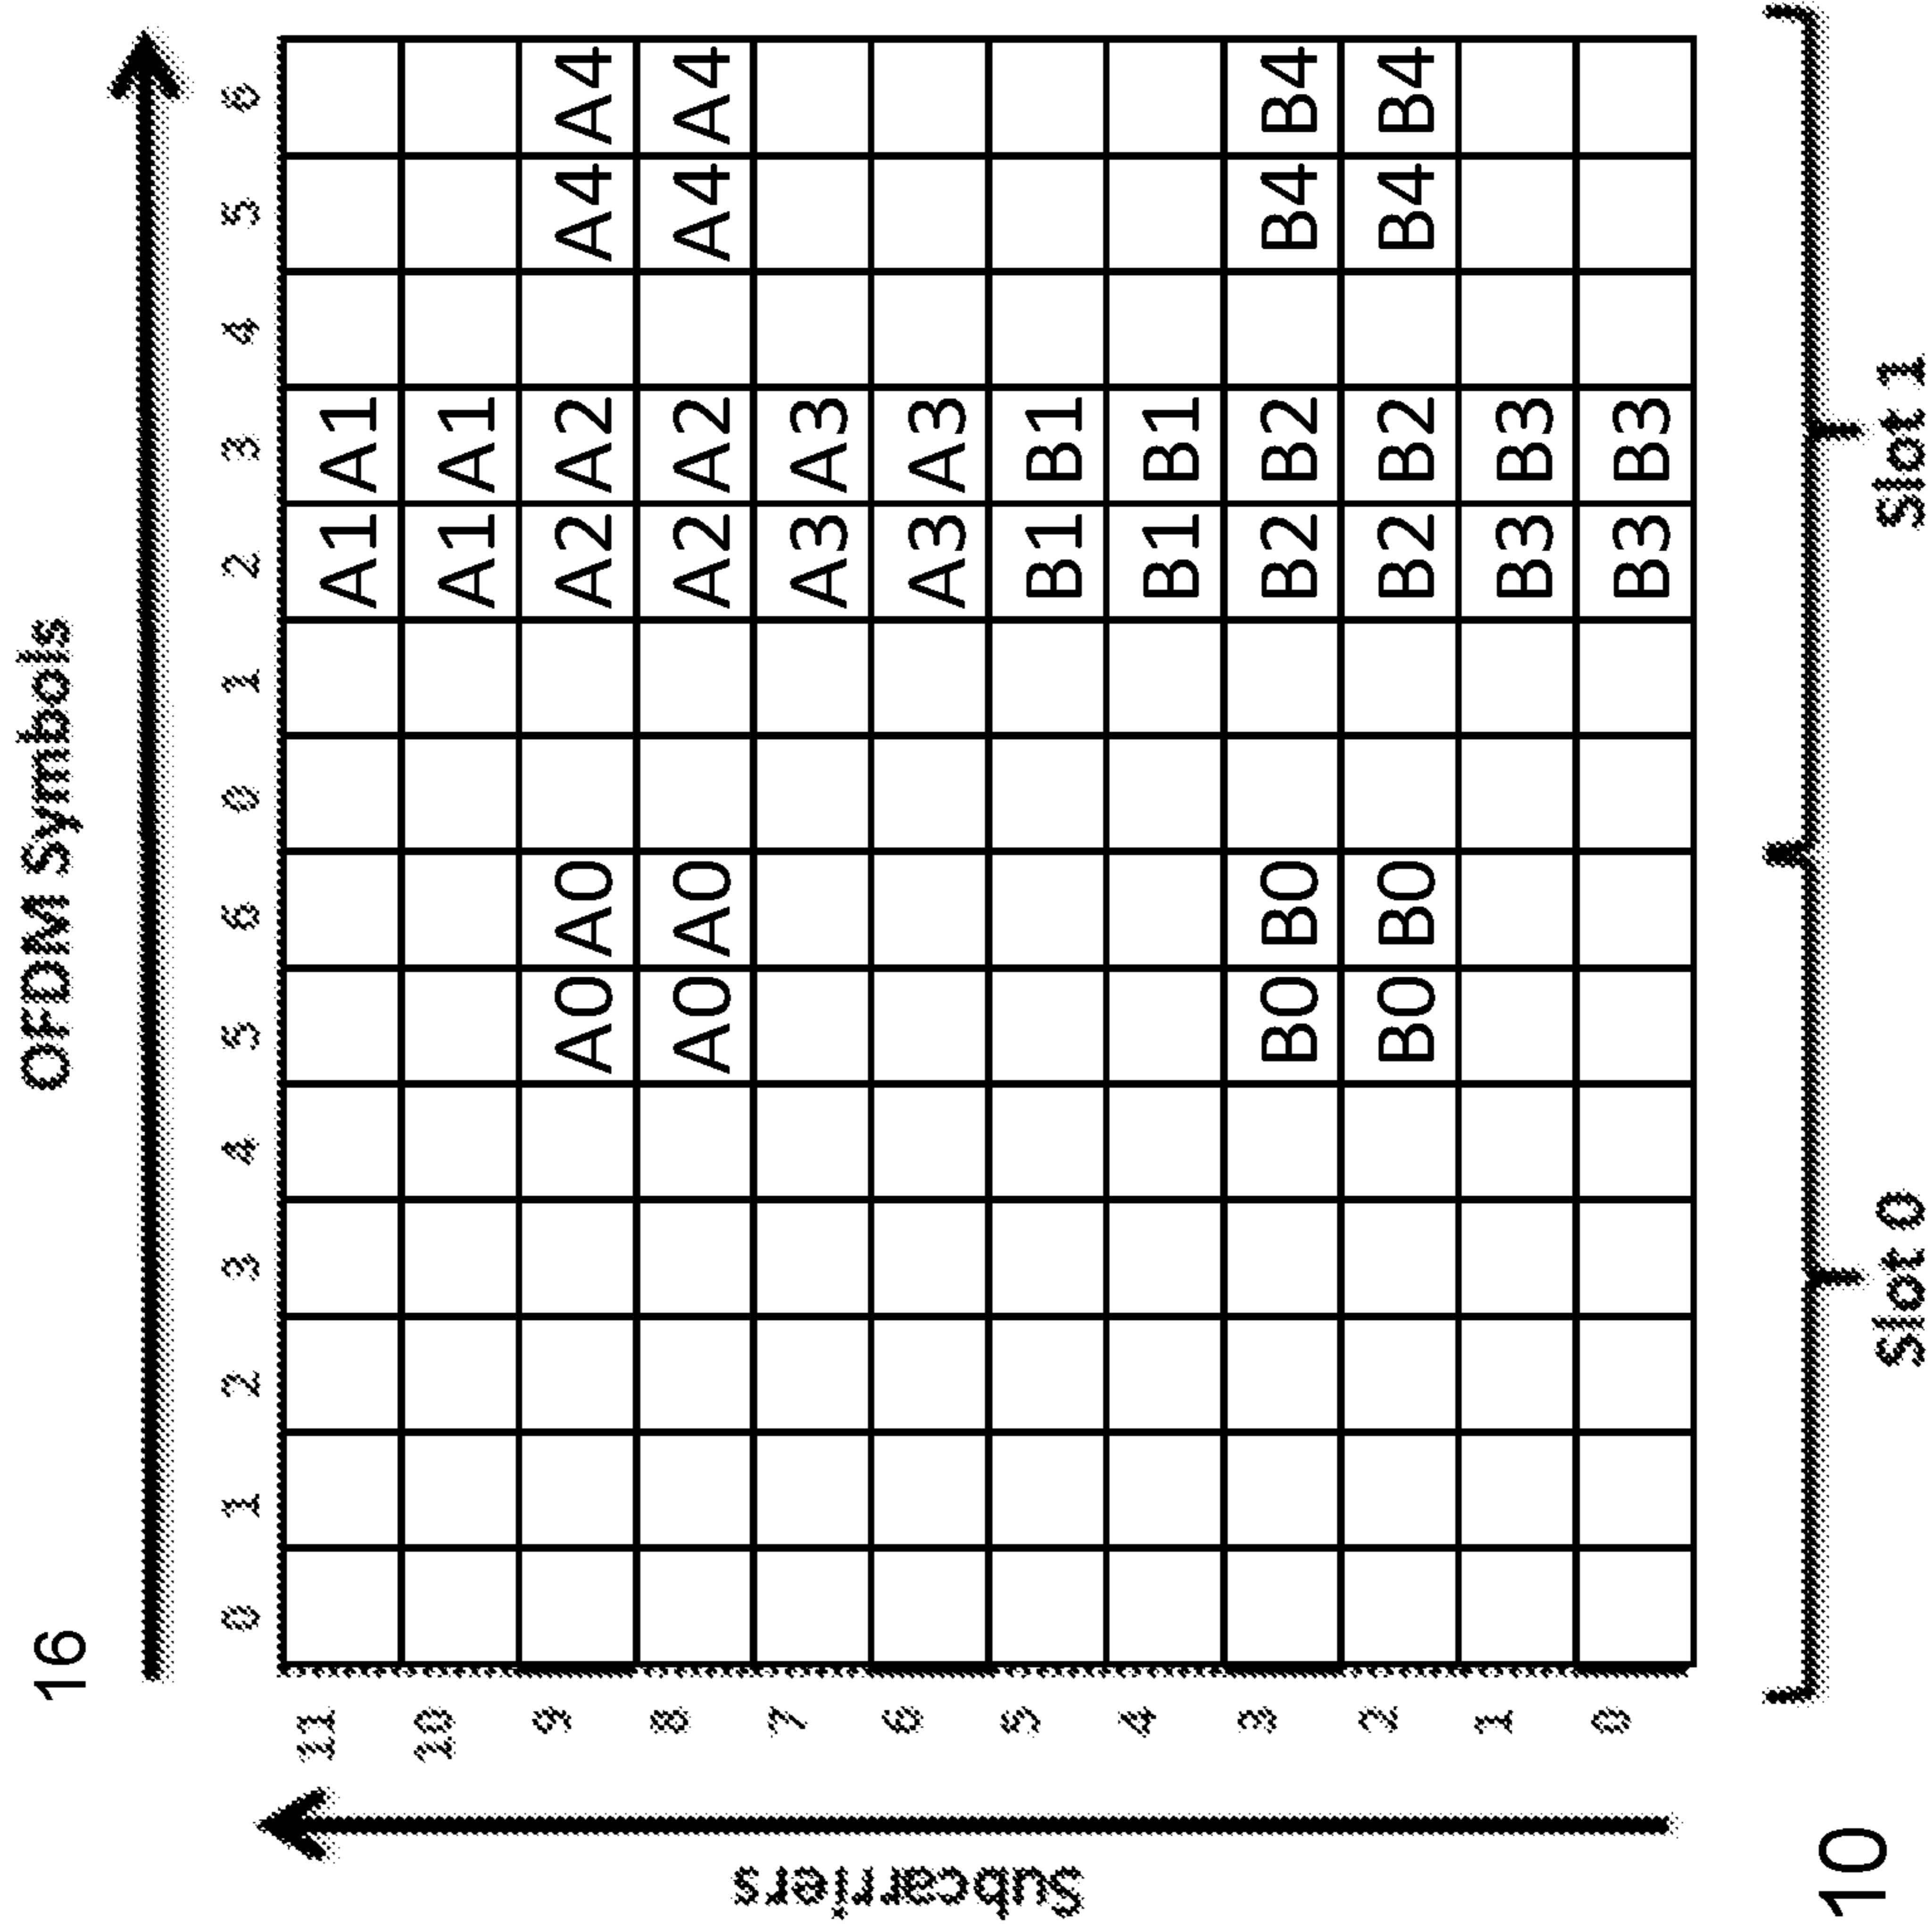 16
OFDM Symbols
0 1 2 3 4 5 6 0 1 2 3 4 5 6
Subcarriers
11 A1 A1
10 A1 A1
9 A0 A0 A2 A2 A4 A4
8 A0 A0 A2 A2 A4 A4
7 A3 A3
6 A3 A3
5 B1 B1
4 B1 B1
3 B0 B0 B2 B2 B4 B4
2 B0 B0 B2 B2 B4 B4
1 B3 B3
0 B3 B3
10
Slot 0 Slot 1